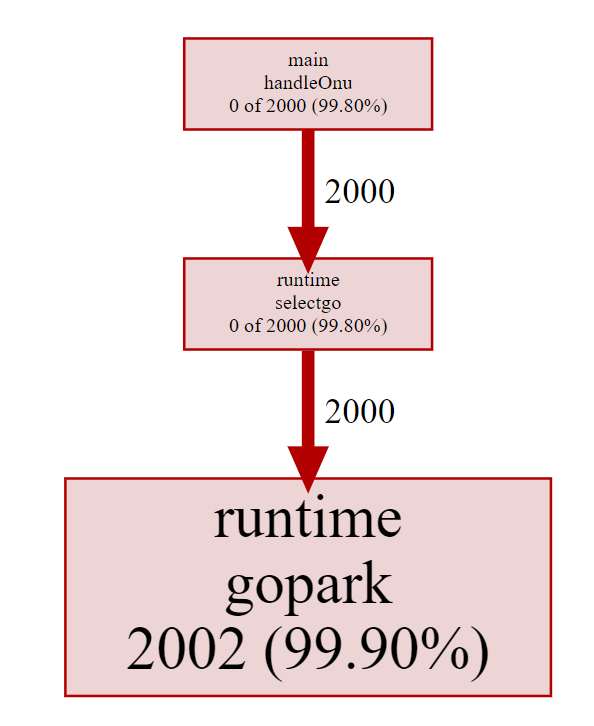 main
handleOnu
0 of 2000 (99.80%)
2000
runtime
selectgo
0 of 2000 (99.80%)
2000
runtime
gopark
2002 (99.90%)